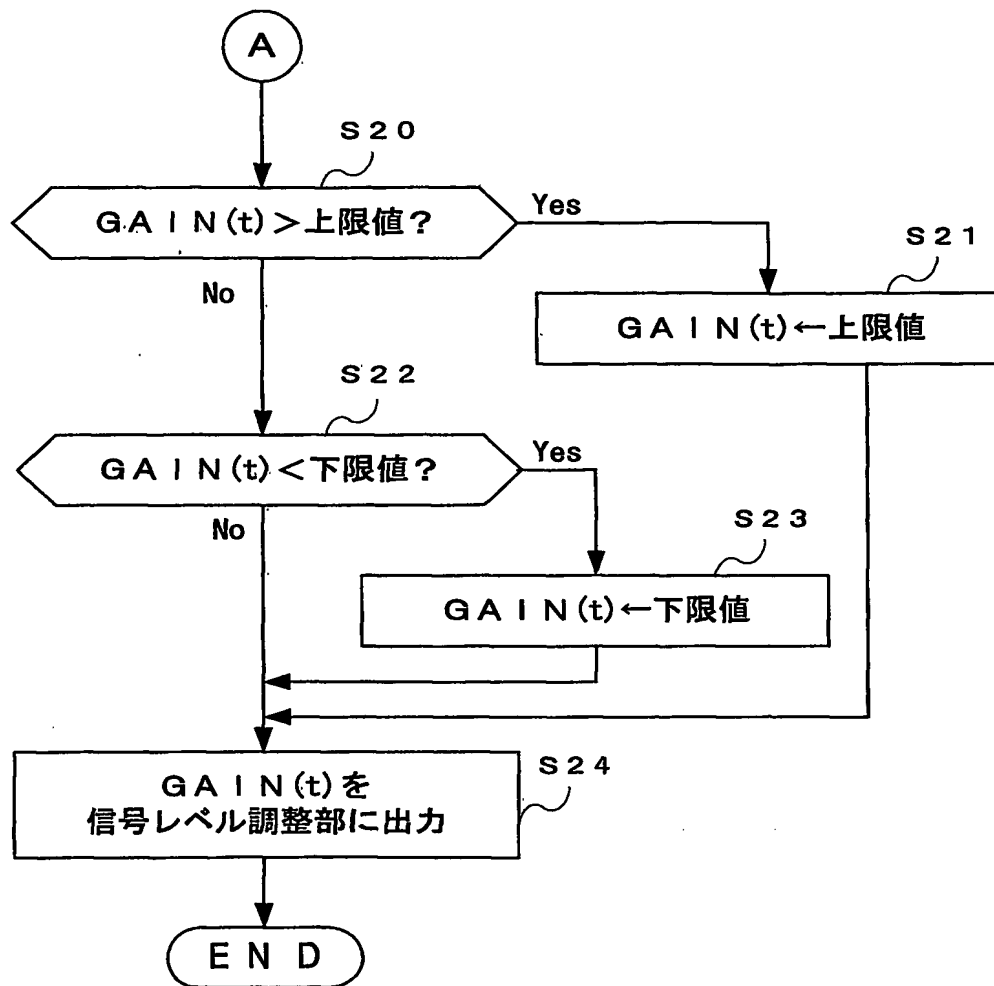 A
S20
GAIN(t)>上限値?
Yes
S21
No
GAIN(t)←上限値
S22
GAIN(t)<下限値?
Yes
No
S23
GAIN(t)←下限値
S24
GAIN(t)を
信号レベル調整部に出力
END